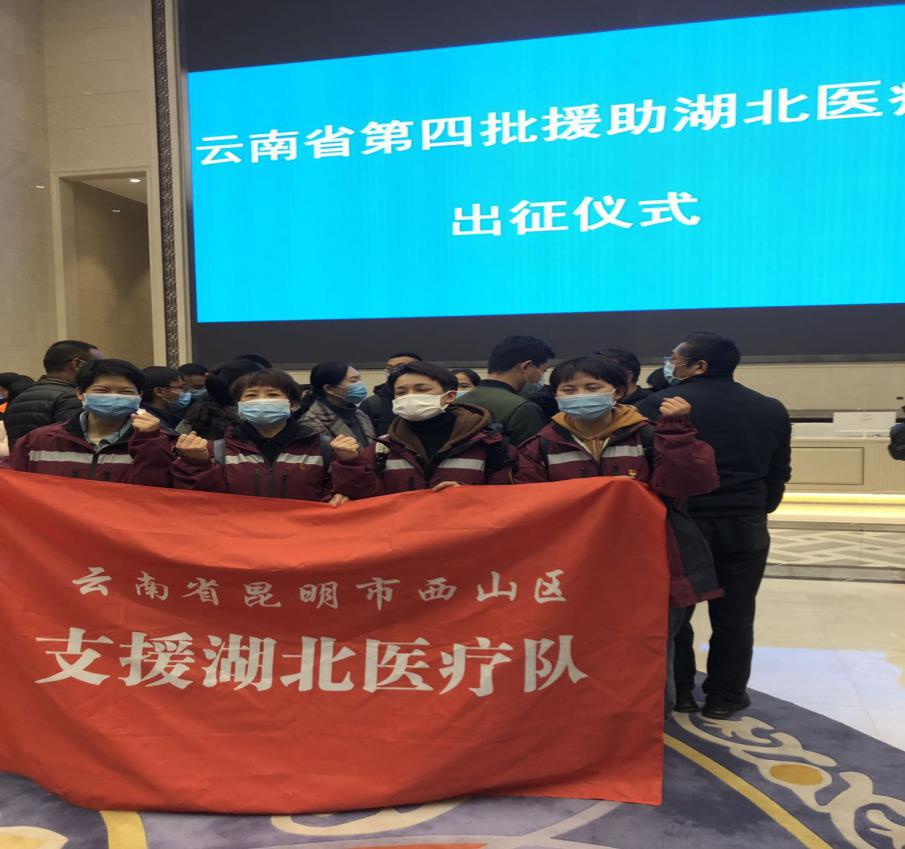 云南省第四批援助湖北医疗
出征仪式
云南省昆明市西山区
支援湖北医疗队